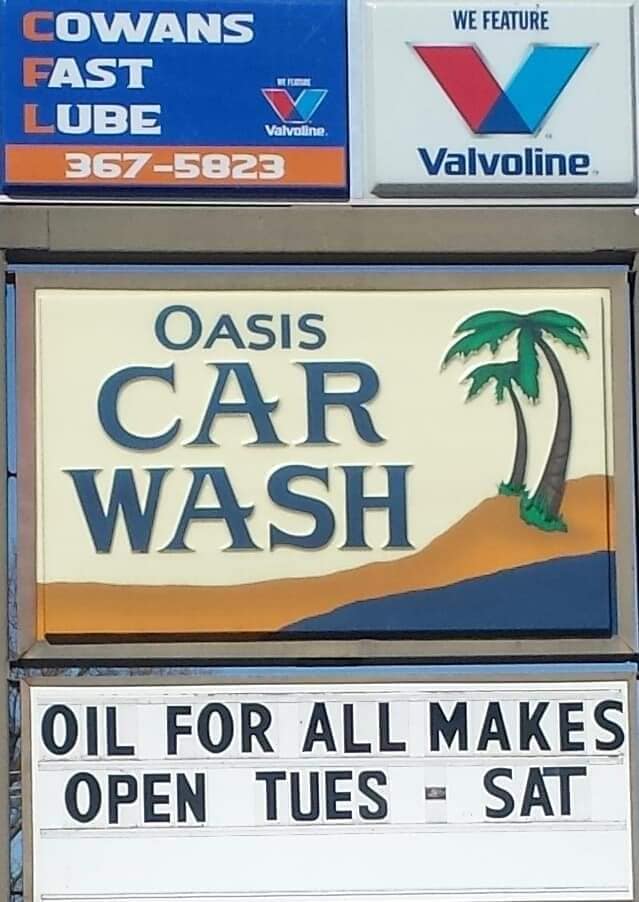 COWANS
FAST
LUBE
WE FEATURE
Valvoline
367-5823
WE FEATURE
Valvoline
OASIS
CAR
WASH
OIL FOR ALL MAKES
OPEN TUES - SAT